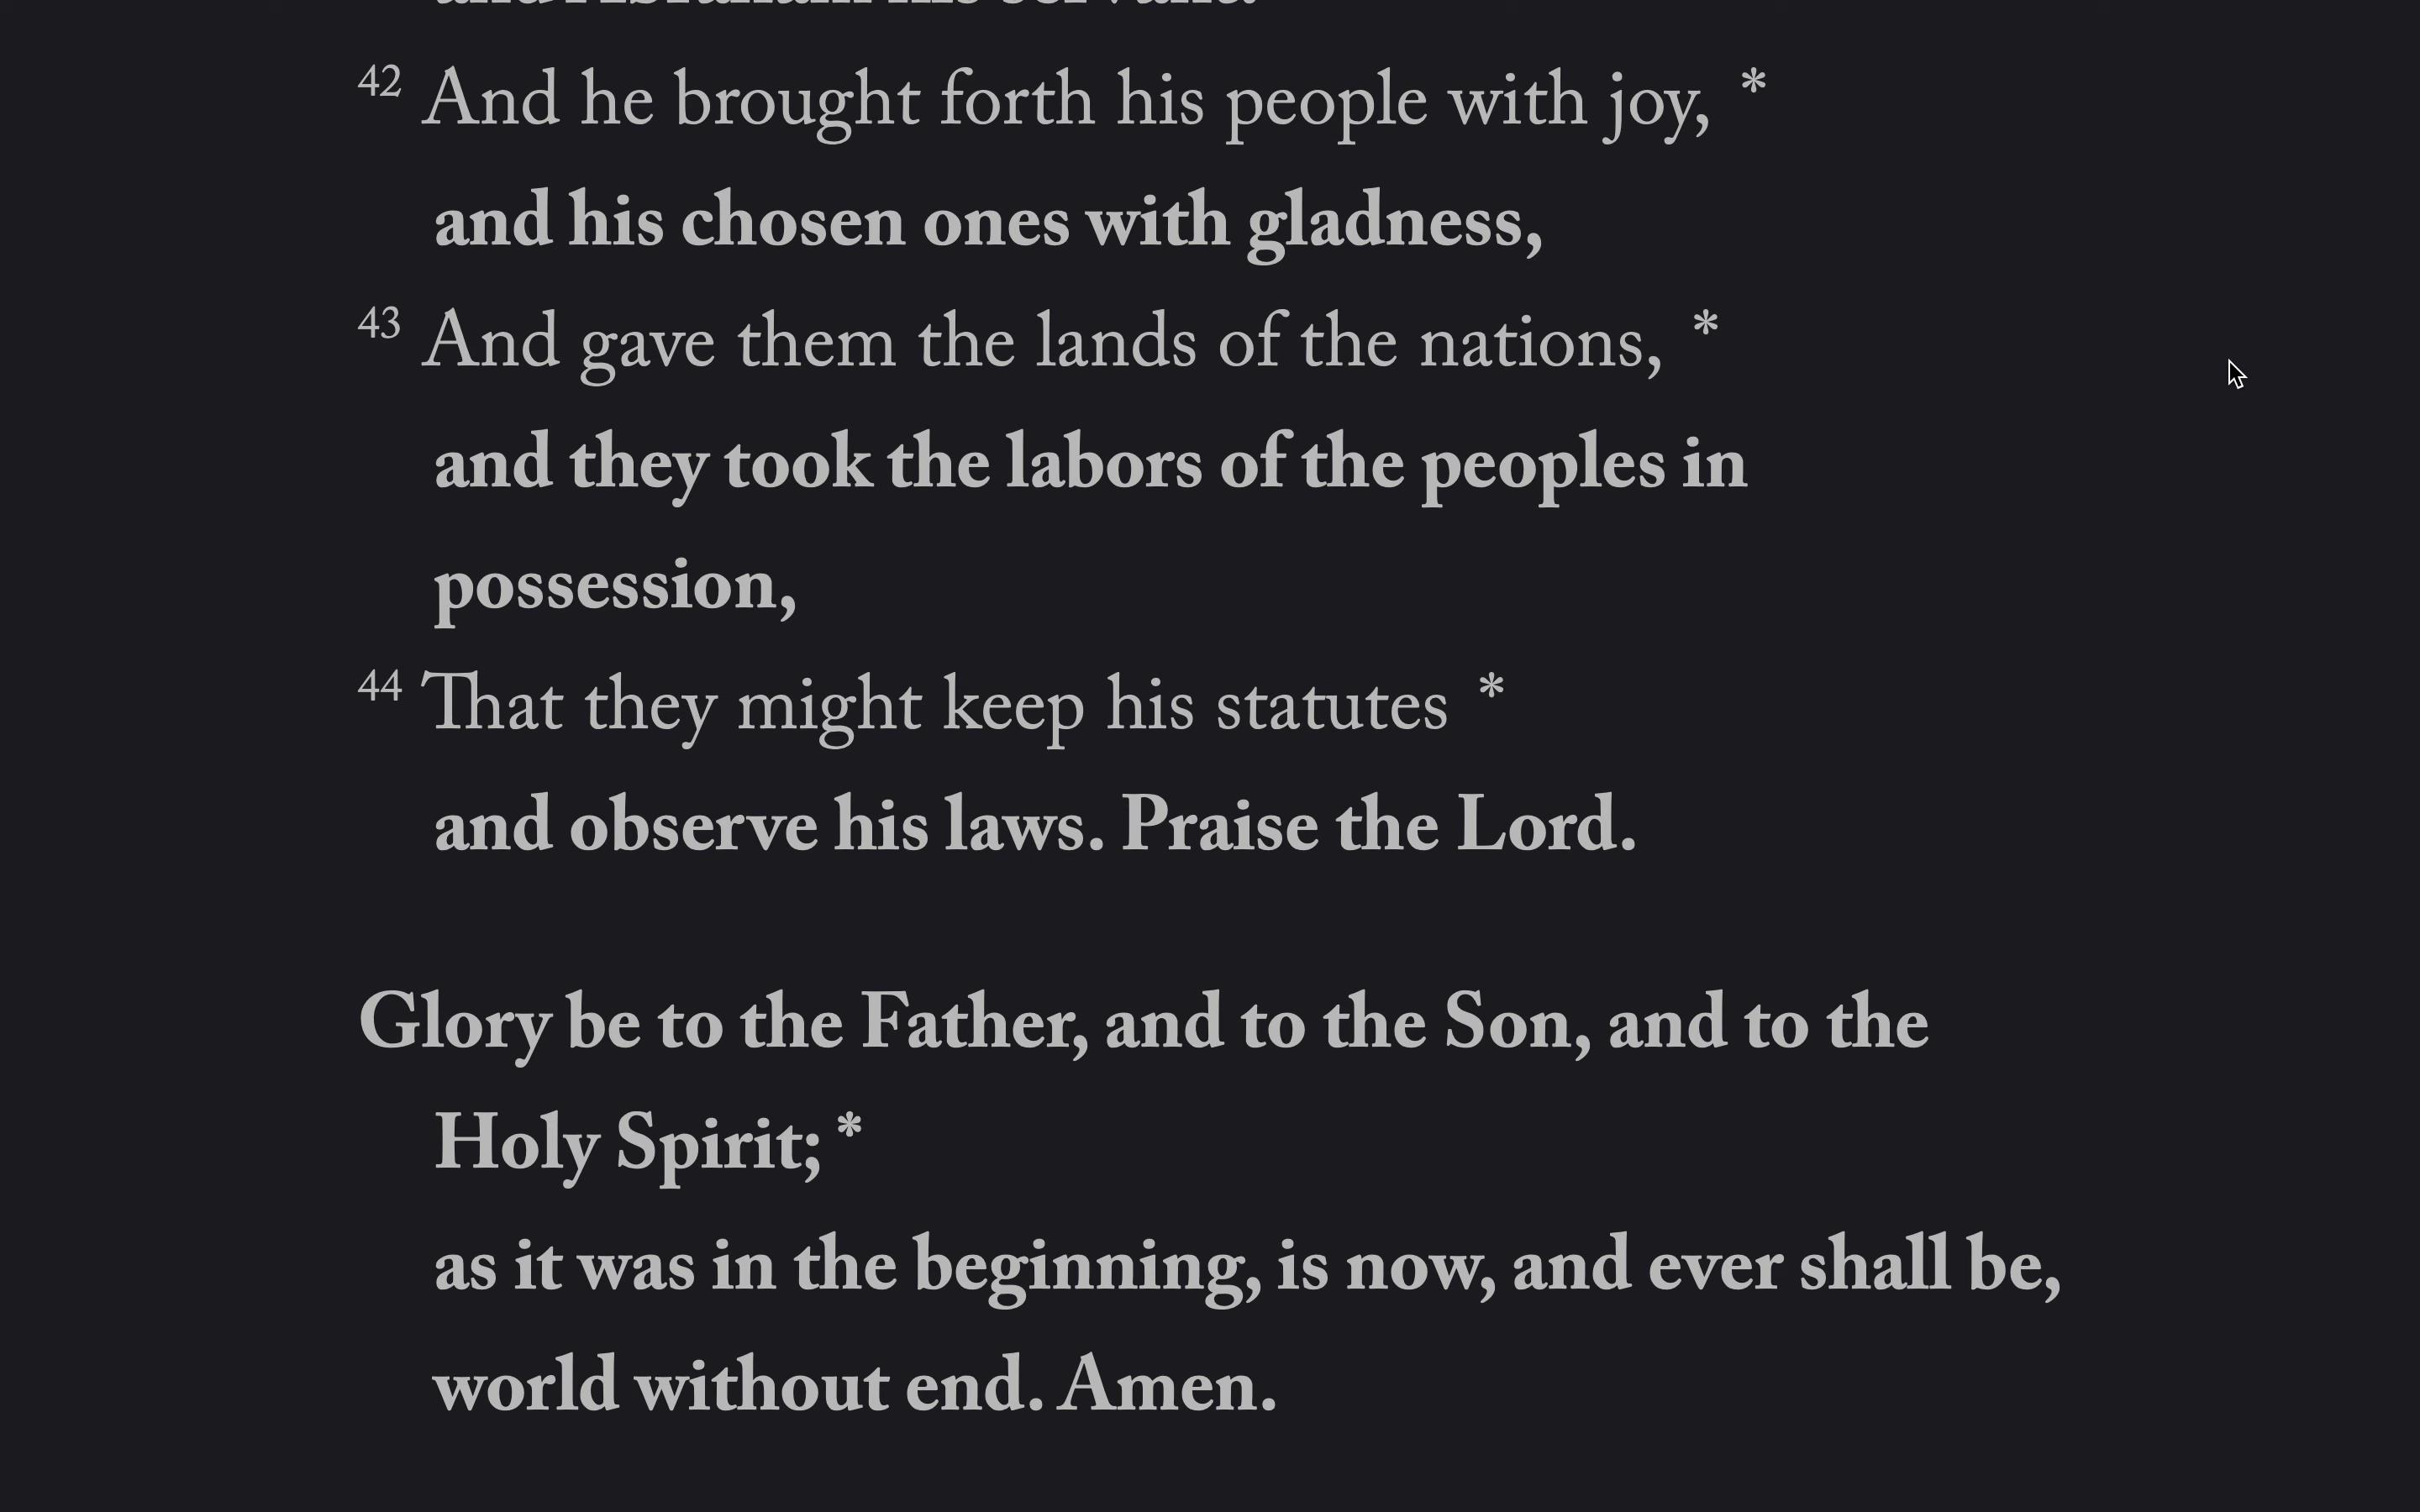 42 And he brought forth his people with joy, *
and his chosen ones with gladness,
43 And gave them the lands of the nations, *
and they took the labors of the peoples in
possession,
44 That they might keep his statutes *
and observe his laws. Praise the Lord.
Glory be to the Father, and to the Son, and to the
Holy Spirit; *
as it was in the beginning, is now, and ever shall be,
world without end. Amen.